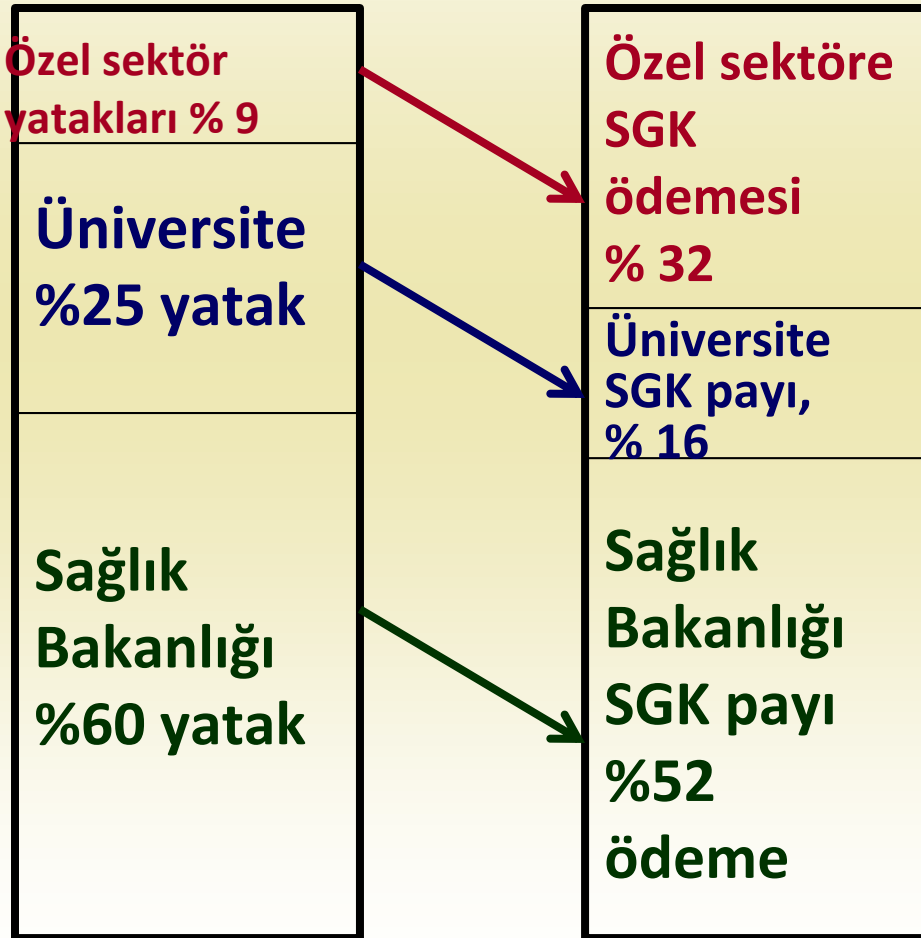 Özel sektör
yatakları % 9
Üniversite
%25 yatak
Sağlık
Bakanlığı
%60 yatak
Özel sektöre
SGK
ödemesi
% 32
Üniversite
SGK payı,
% 16
Sağlık
Bakanlığı
SGK payı
%52
ödeme